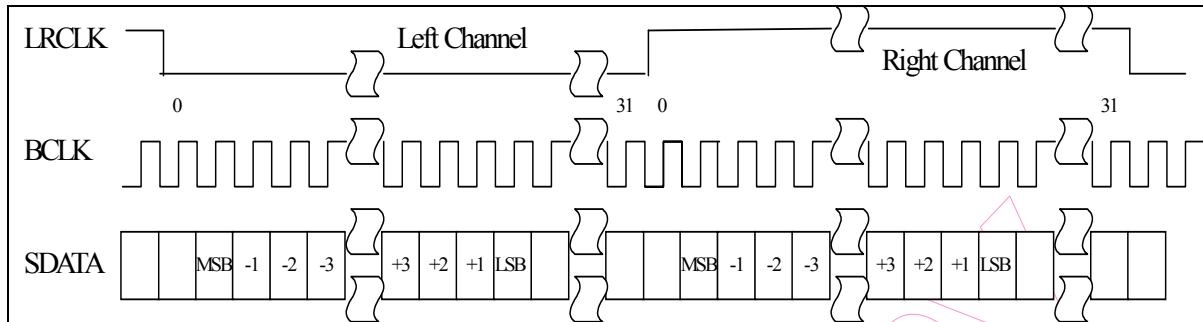 LRCLK Left Channel Right Channel
0 31 0 31
BCLK
SDATA MSB -1 -2 -3 +3 +2 +1 LSB MSB -1 -2 -3 +3 +2 +1 LSB